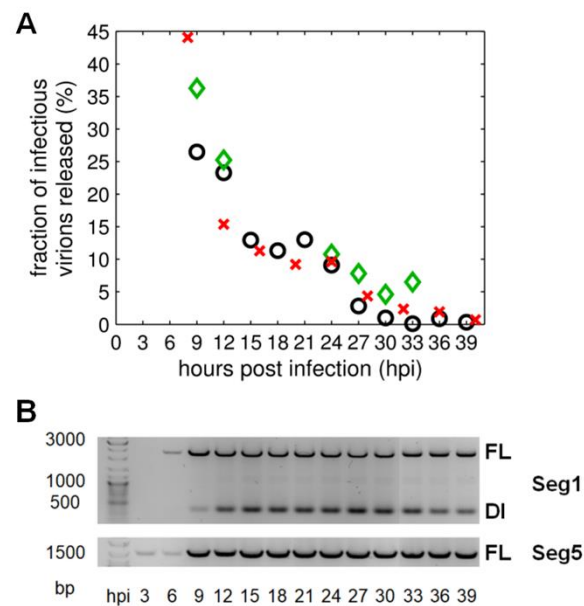 A
45
40
35
30
25
20
15
10
5
0
fraction of infectious
virions released (%)
0 3 6 9 12 15 18 21 24 27 30 33 36 39
hours post infection (hpi)
B
3000
1000
500
FL
DI
Seg1
1500
FL Seg5
bp hpi 3 6 9 12 15 18 21 24 27 30 33 36 39